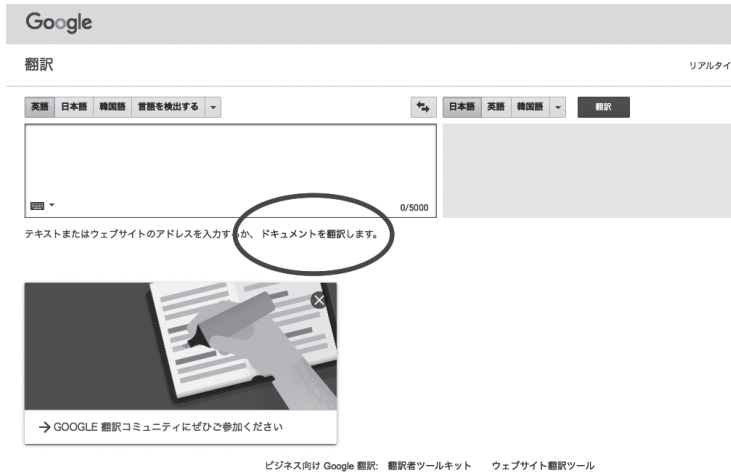 Google
翻訳
リアルタイ
英語 日本語 韓国語 言語を検出する
日本語 英語 韓国語 翻訳
0/5000
テキストまたはウェブサイトのアドレスを入力するか、ドキュメントを翻訳します。
GOOGLE 翻訳コミュニティにぜひご参加ください
ビジネス向け Google 翻訳: 翻訳者ツールキット ウェブサイト翻訳ツール